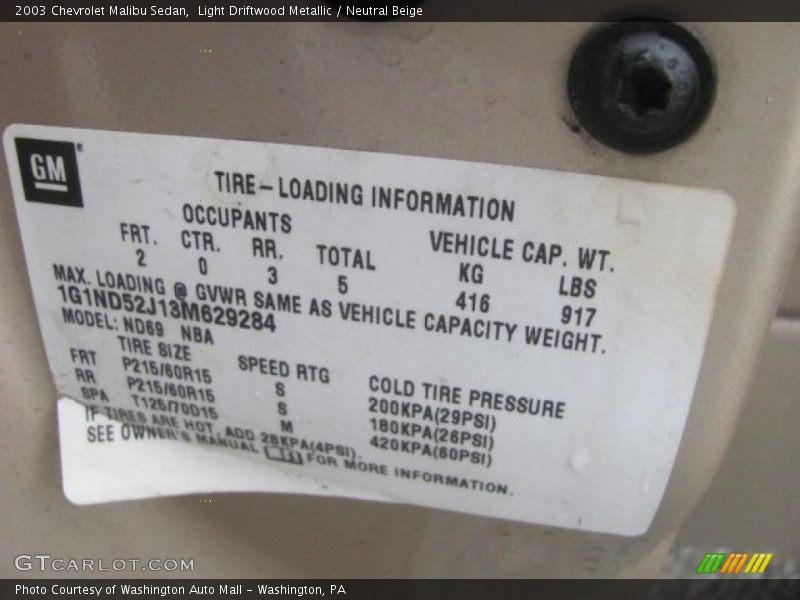 2003 Chevrolet Malibu Sedan,  Light Driftwood Metallic / Neutral Beige
GM
TIRE-LOADING INFORMATION
OCCUPANTS VEHICLE CAP. WT.
FRT. CTR. RR. TOTAL KG LBS
2 0 3 5 416 917
MAX. LOADING @ GVWR SAME AS VEHICLE CAPACITY WEIGHT.
1G1ND52J13M629284
MODEL: ND69 NBA
TIRE SIZE SPEED RTG COLD TIRE PRESSURE
FRT P215/60R15 S 200KPA(29PSI)
RR P215/60R15 S 180KPA(26PSI)
SPA T125/70D15 M 420KPA(60PSI)
IF TIRES ARE HOT, ADD 28KPA(4PSI).
SEE OWNER'S MANUAL FOR MORE INFORMATION.
GTCARLOT.COM
Photo Courtesy of Washington Auto Mall - Washington, PA